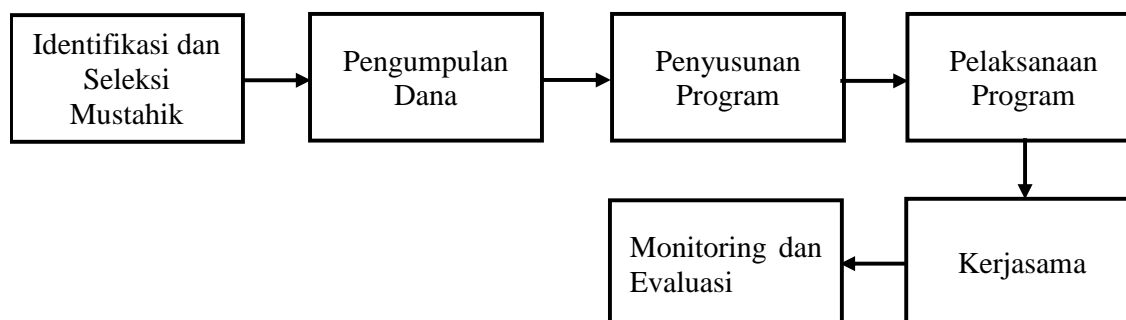 Identifikasi dan
Seleksi
Mustahik
Pengumpulan
Dana
Penyusunan
Program
Pelaksanaan
Program
Kerjasama
Monitoring dan
Evaluasi